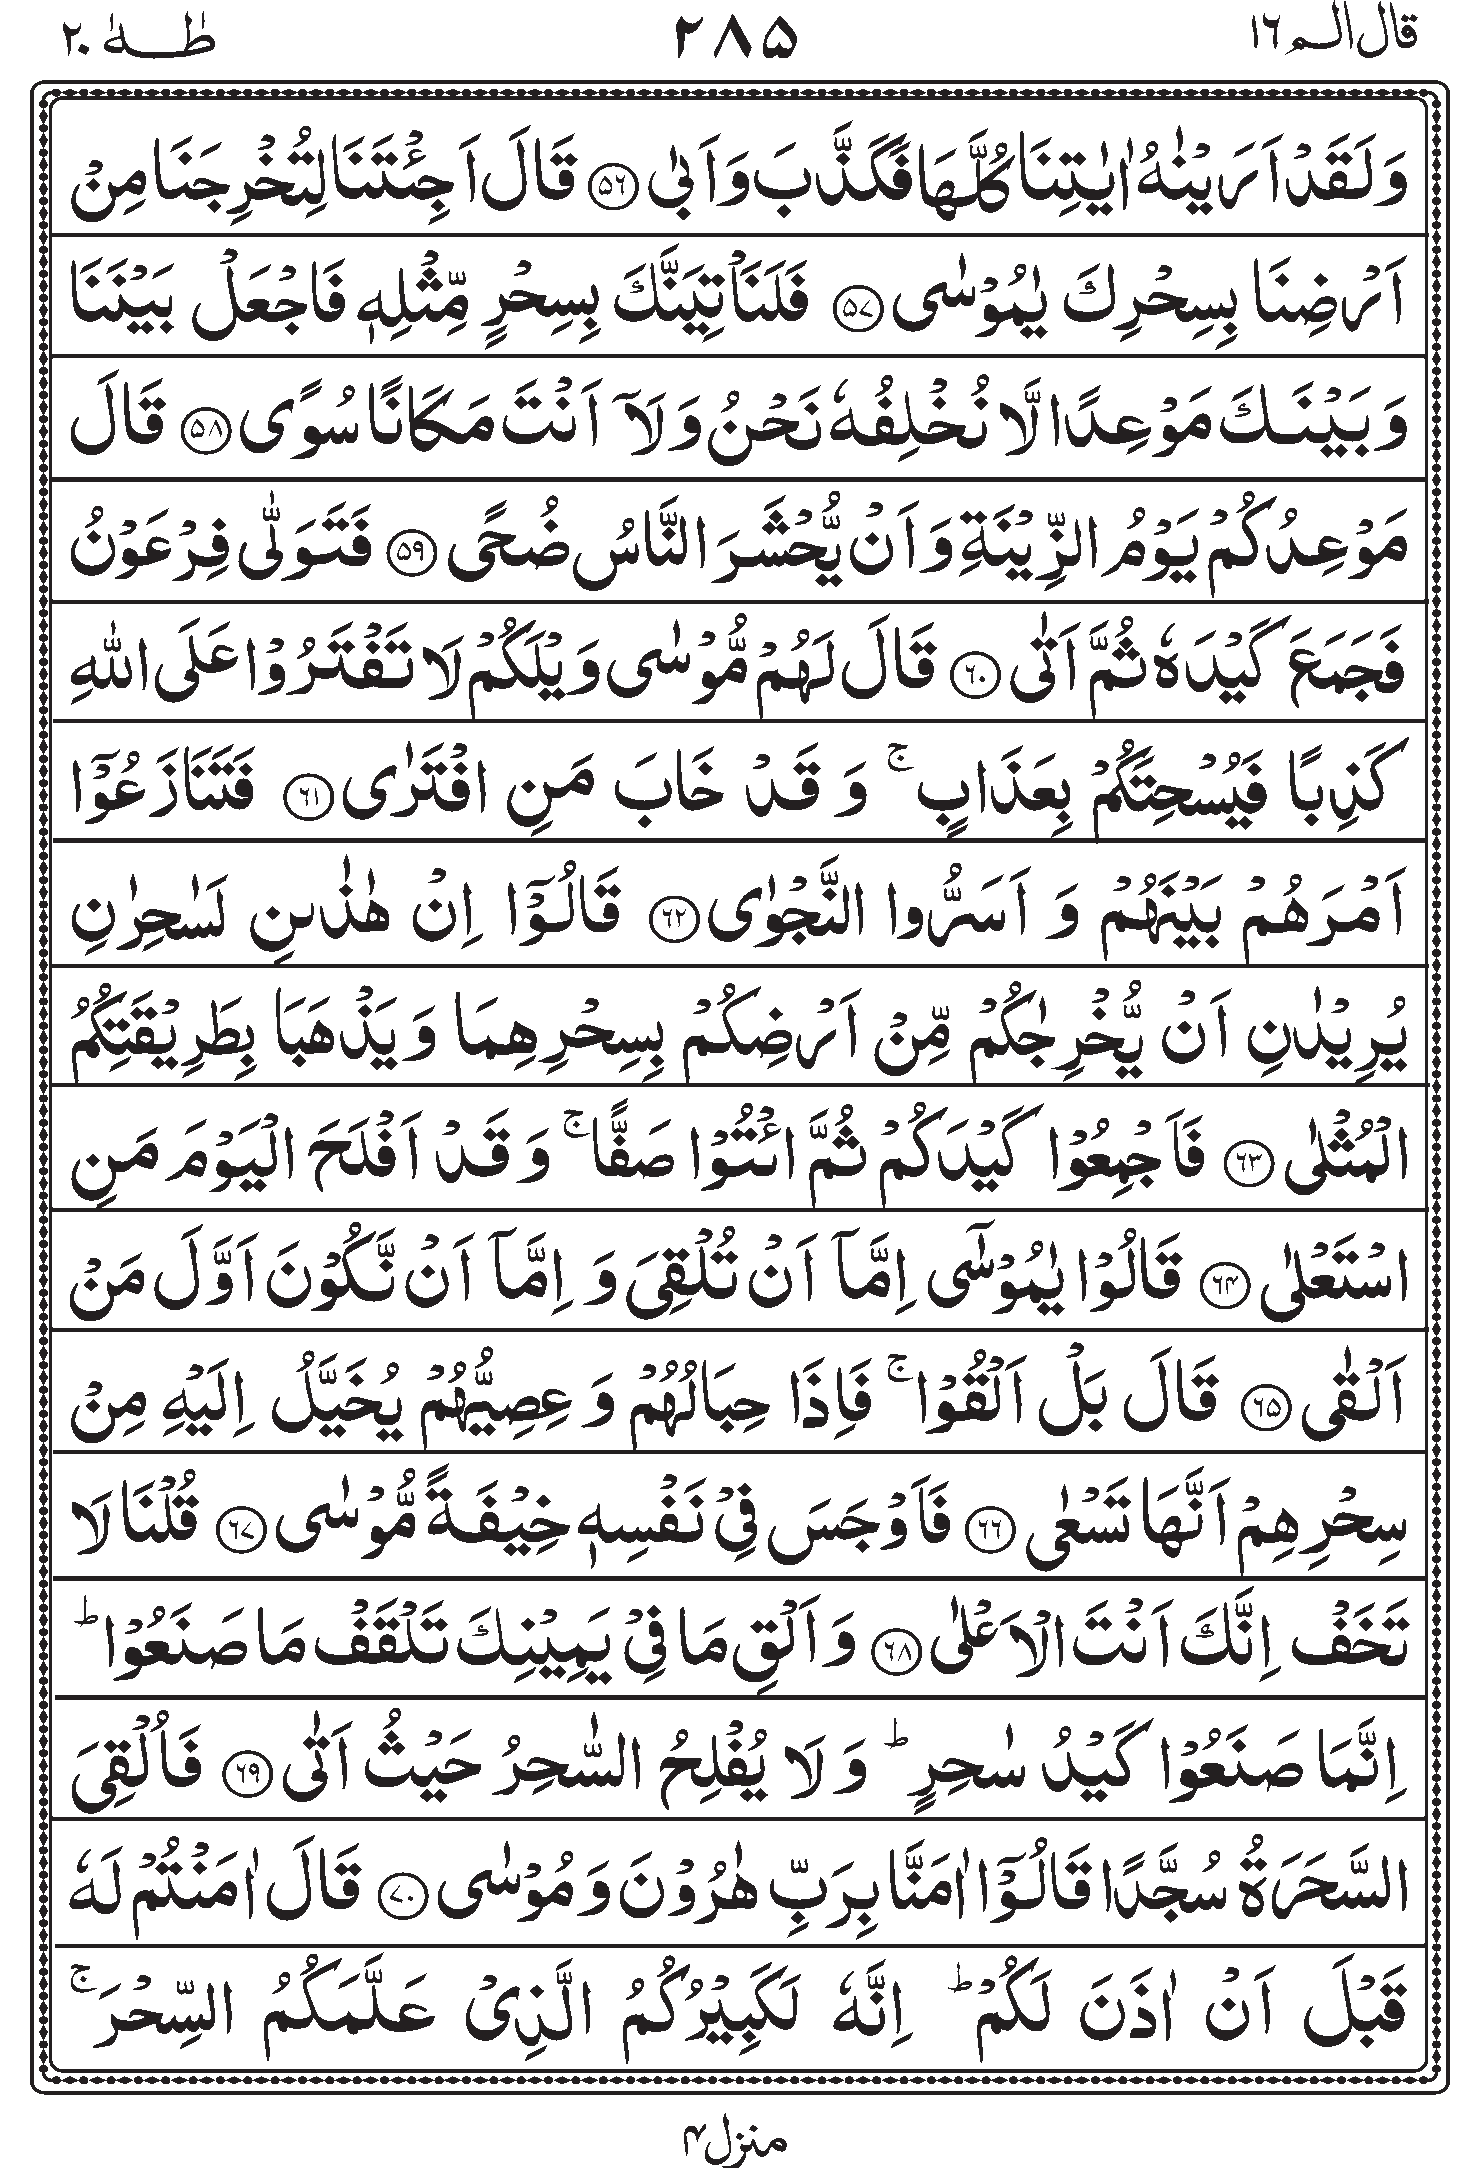 قال الم ١٦ ٢٨٥ طٰهٰ ٢٠
وَلَقَدْ اَرَيْنٰهُ اٰيٰتِنَا كُلَّهَا فَكَذَّبَ وَاَبٰى ۝٥٦ قَالَ اَجِئْتَنَا لِتُخْرِجَنَا مِنْ
اَرْضِنَا بِسِحْرِكَ يٰمُوْسٰى ۝٥٧ فَلَنَاْتِيَنَّكَ بِسِحْرٍ مِّثْلِهٖ فَاجْعَلْ بَيْنَنَا
وَبَيْنَكَ مَوْعِدًا لَّا نُخْلِفُهٗ نَحْنُ وَلَآ اَنْتَ مَكَانًا سُوًى ۝٥٨ قَالَ
مَوْعِدُكُمْ يَوْمُ الزِّيْنَةِ وَاَنْ يُّحْشَرَ النَّاسُ ضُحًى ۝٥٩ فَتَوَلّٰى فِرْعَوْنُ
فَجَمَعَ كَيْدَهٗ ثُمَّ اَتٰى ۝٦٠ قَالَ لَهُمْ مُّوْسٰى وَيْلَكُمْ لَا تَفْتَرُوْا عَلَى اللّٰهِ
كَذِبًا فَيُسْحِتَكُمْ بِعَذَابٍ ۚ وَقَدْ خَابَ مَنِ افْتَرٰى ۝٦١ فَتَنَازَعُوْٓا
اَمْرَهُمْ بَيْنَهُمْ وَاَسَرُّوا النَّجْوٰى ۝٦٢ قَالُوْٓا اِنْ هٰذٰىنِ لَسٰحِرٰنِ
يُرِيْدٰنِ اَنْ يُّخْرِجٰكُمْ مِّنْ اَرْضِكُمْ بِسِحْرِهِمَا وَيَذْهَبَا بِطَرِيْقَتِكُمُ
الْمُثْلٰى ۝٦٣ فَاَجْمِعُوْا كَيْدَكُمْ ثُمَّ ائْتُوْا صَفًّا ۚ وَقَدْ اَفْلَحَ الْيَوْمَ مَنِ
اسْتَعْلٰى ۝٦٤ قَالُوْا يٰمُوْسٰٓى اِمَّآ اَنْ تُلْقِيَ وَاِمَّآ اَنْ نَّكُوْنَ اَوَّلَ مَنْ
اَلْقٰى ۝٦٥ قَالَ بَلْ اَلْقُوْا ۚ فَاِذَا حِبَالُهُمْ وَعِصِيُّهُمْ يُخَيَّلُ اِلَيْهِ مِنْ
سِحْرِهِمْ اَنَّهَا تَسْعٰى ۝٦٦ فَاَوْجَسَ فِيْ نَفْسِهٖ خِيْفَةً مُّوْسٰى ۝٦٧ قُلْنَا لَا
تَخَفْ اِنَّكَ اَنْتَ الْاَعْلٰى ۝٦٨ وَاَلْقِ مَا فِيْ يَمِيْنِكَ تَلْقَفْ مَا صَنَعُوْا ؕ
اِنَّمَا صَنَعُوْا كَيْدُ سٰحِرٍ ؕ وَلَا يُفْلِحُ السّٰحِرُ حَيْثُ اَتٰى ۝٦٩ فَاُلْقِيَ
السَّحَرَةُ سُجَّدًا قَالُوْٓا اٰمَنَّا بِرَبِّ هٰرُوْنَ وَمُوْسٰى ۝٧٠ قَالَ اٰمَنْتُمْ لَهٗ
قَبْلَ اَنْ اٰذَنَ لَكُمْ ؕ اِنَّهٗ لَكَبِيْرُكُمُ الَّذِيْ عَلَّمَكُمُ السِّحْرَ ۚ
منزل ٤